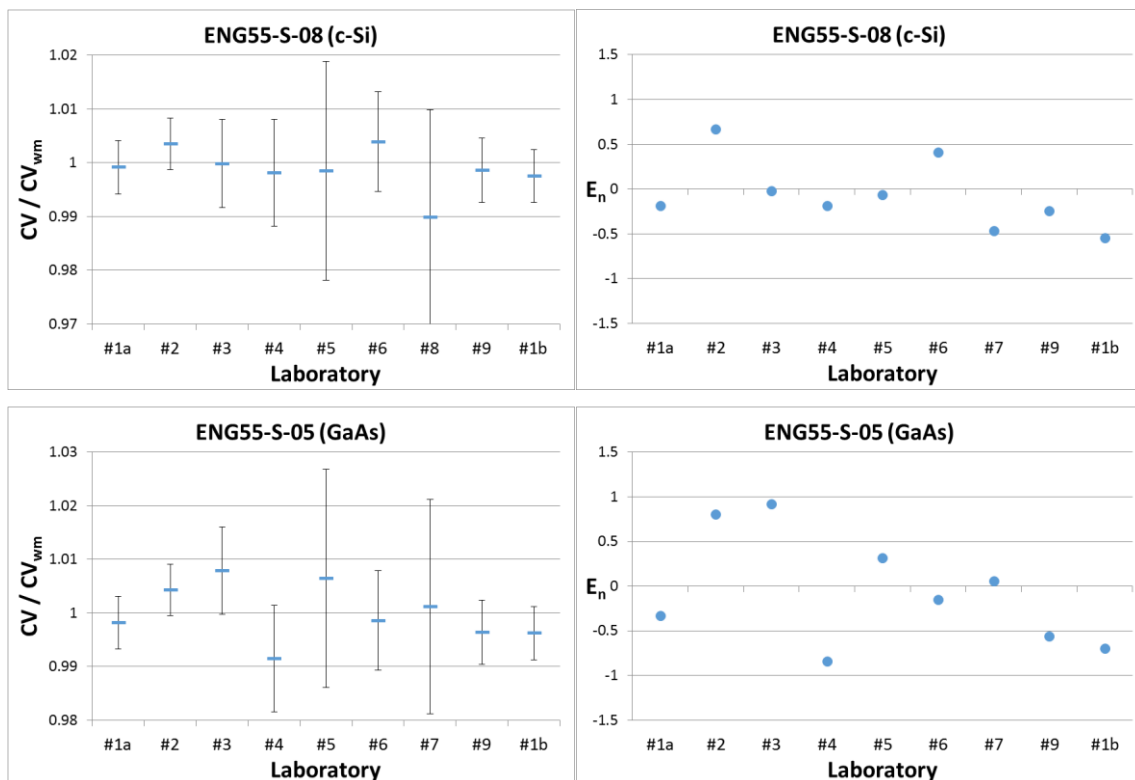 ENG55-S-08 (c-Si)
1.02
1.01
1
0.99
0.98
0.97
CV / CVwm
#1a #2 #3 #4 #5 #6 #8 #9 #1b
Laboratory
ENG55-S-08 (c-Si)
1.5
1
0.5
0
-0.5
-1
-1.5
En
#1a #2 #3 #4 #5 #6 #7 #9 #1b
Laboratory
ENG55-S-05 (GaAs)
1.03
1.02
1.01
1
0.99
0.98
CV / CVwm
#1a #2 #3 #4 #5 #6 #7 #9 #1b
Laboratory
ENG55-S-05 (GaAs)
1.5
1
0.5
0
-0.5
-1
-1.5
En
#1a #2 #3 #4 #5 #6 #7 #9 #1b
Laboratory